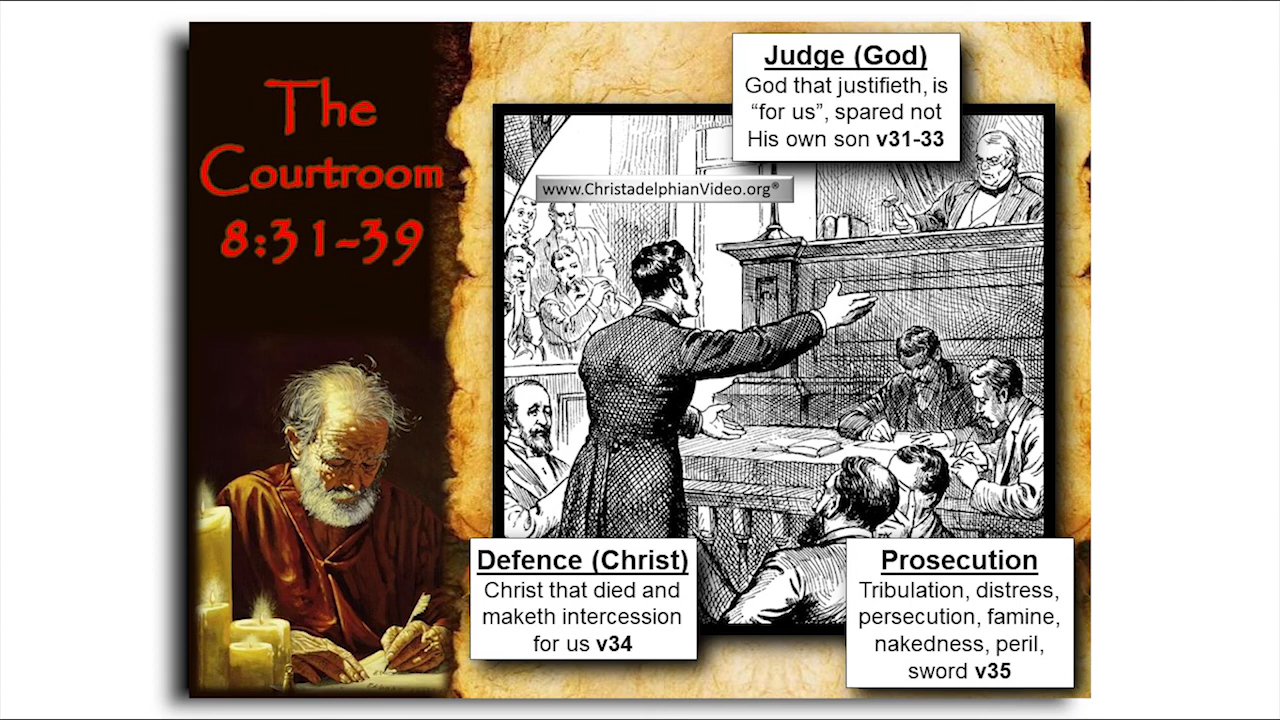 The
Courtroom
8:31-39
Judge (God)
God that justifieth, is
“for us”, spared not
His own son v31-33
www.ChristadelphianVideo.org®
Defence (Christ)
Christ that died and
maketh intercession
for us v34
Prosecution
Tribulation, distress,
persecution, famine,
nakedness, peril,
sword v35